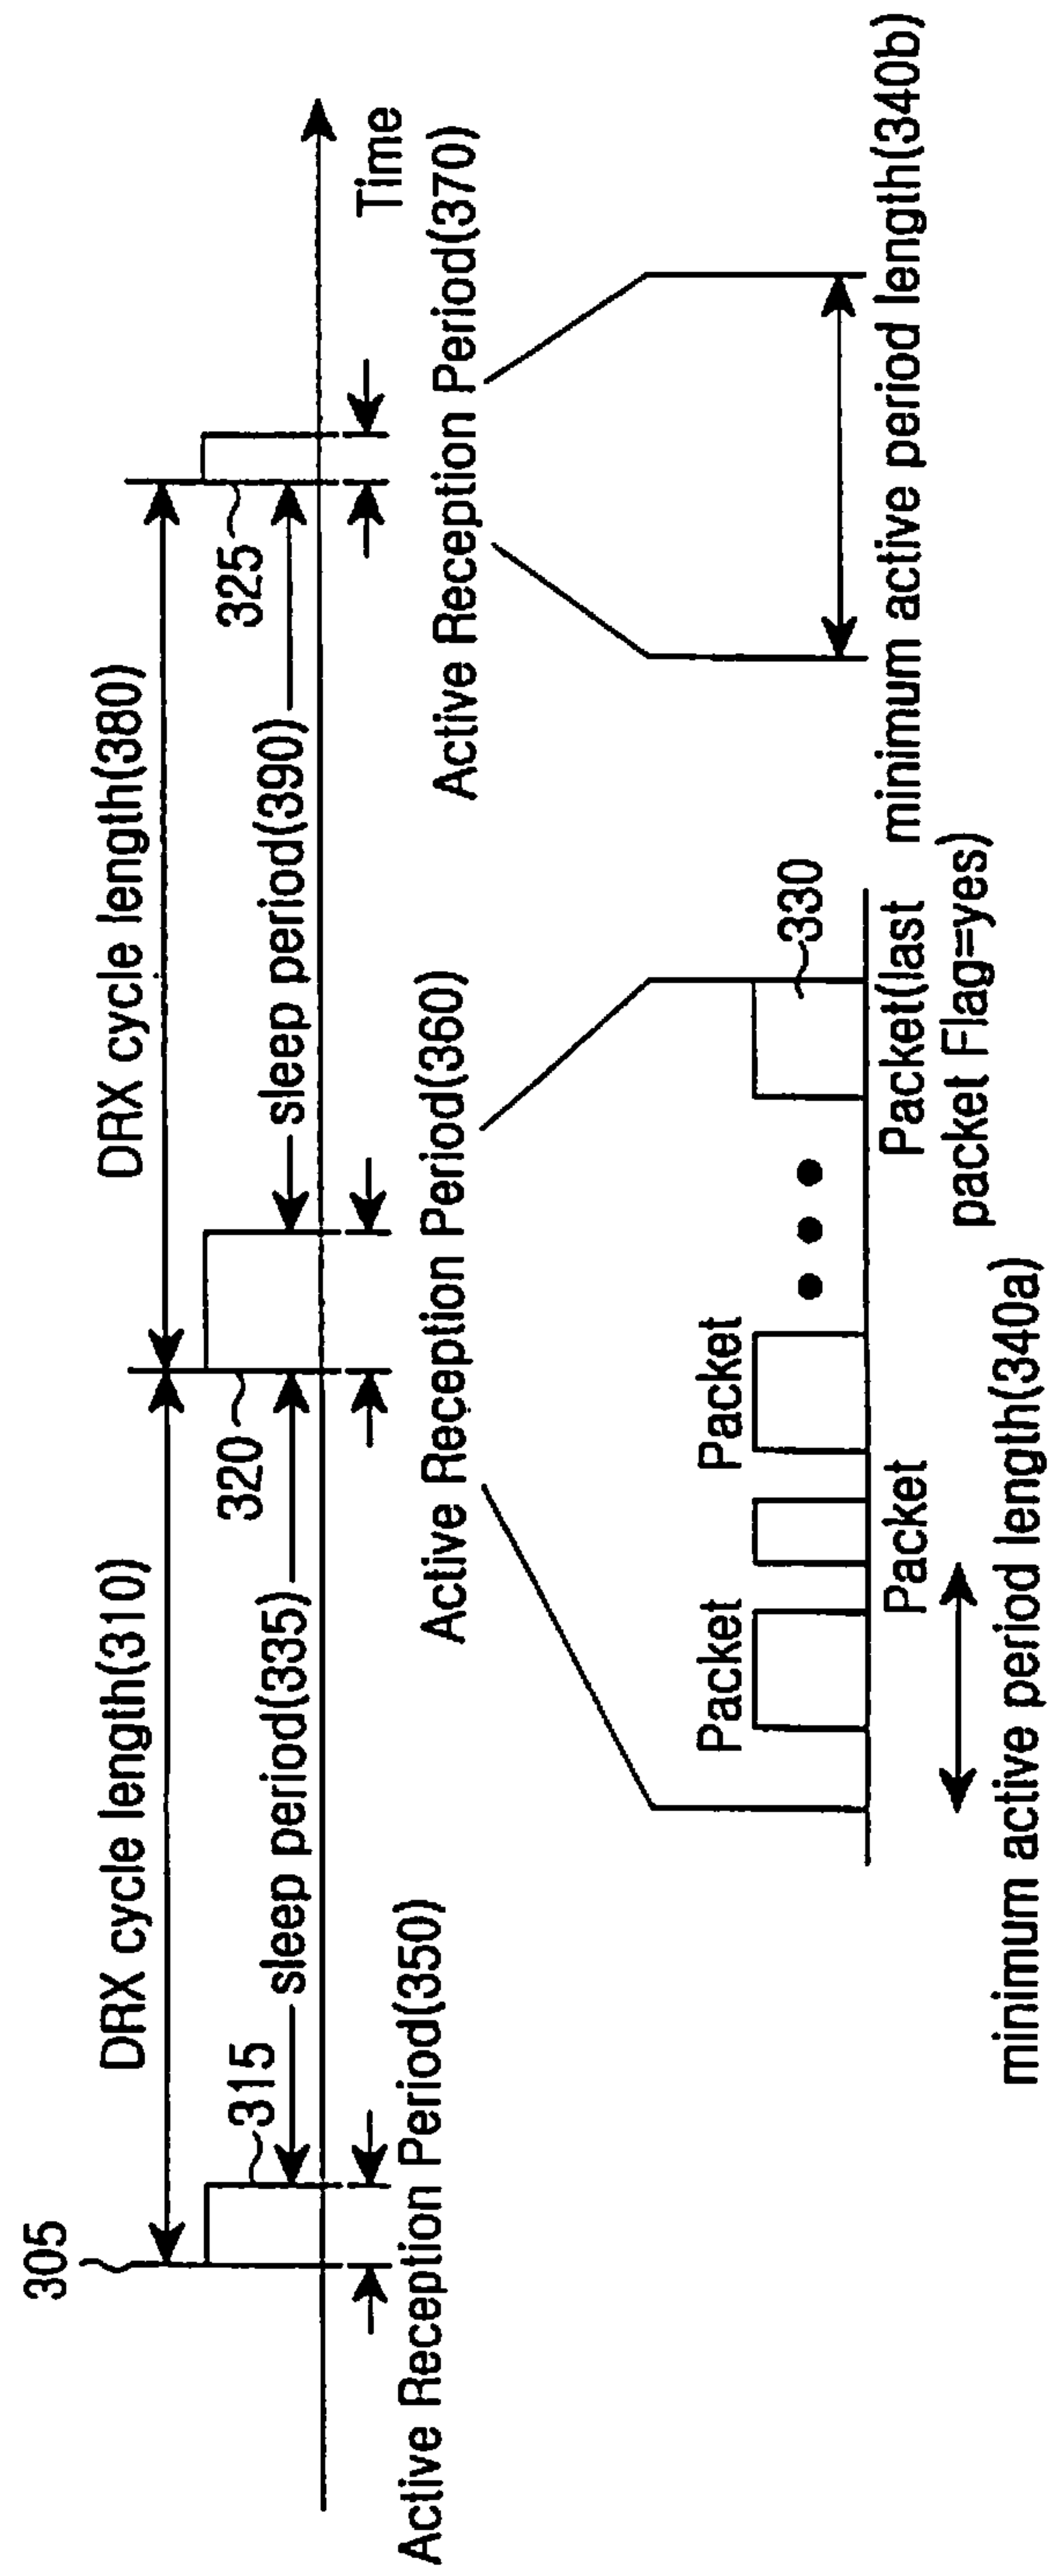 305
DRX cycle length(310)
DRX cycle length(380)
315
sleep period(335)
320
sleep period(390)
325
Time
Active Reception Period(350)
Active Reception Period(360)
Active Reception Period(370)
Packet
Packet
Packet
330
Packet(last
packet Flag=yes)
minimum active period length(340a)
minimum active period length(340b)